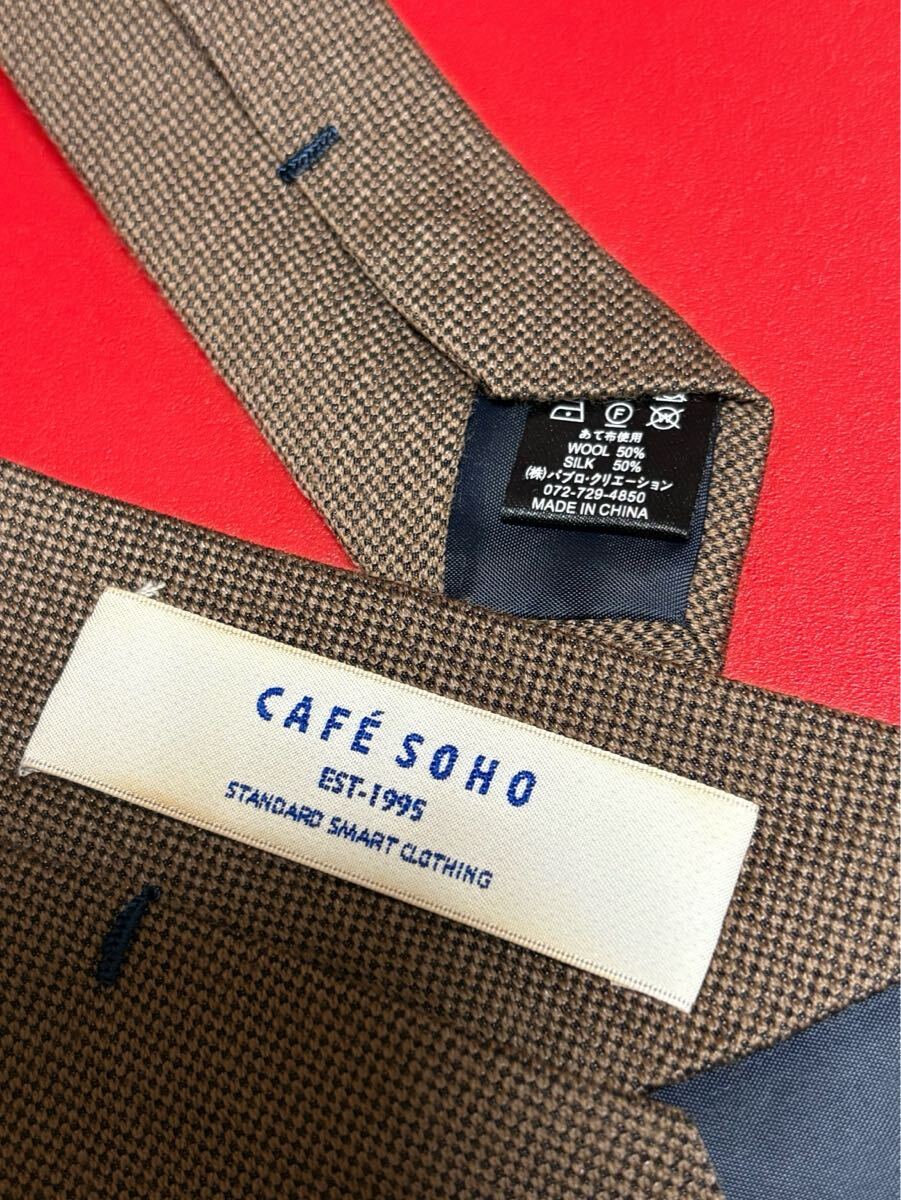 F W
あて布使用
WOOL 50%
SILK 50%
(株)パブロ・クリエーション
072-729-4850
MADE IN CHINA
CAFÉ SOHO
EST-1995
STANDARD SMART CLOTHING